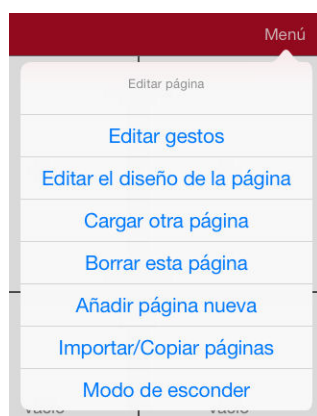 Menú
Editar página
Editar gestos
Editar el diseño de la página
Cargar otra página
Borrar esta página
Añadir página nueva
Importar/Copiar páginas
Modo de esconder